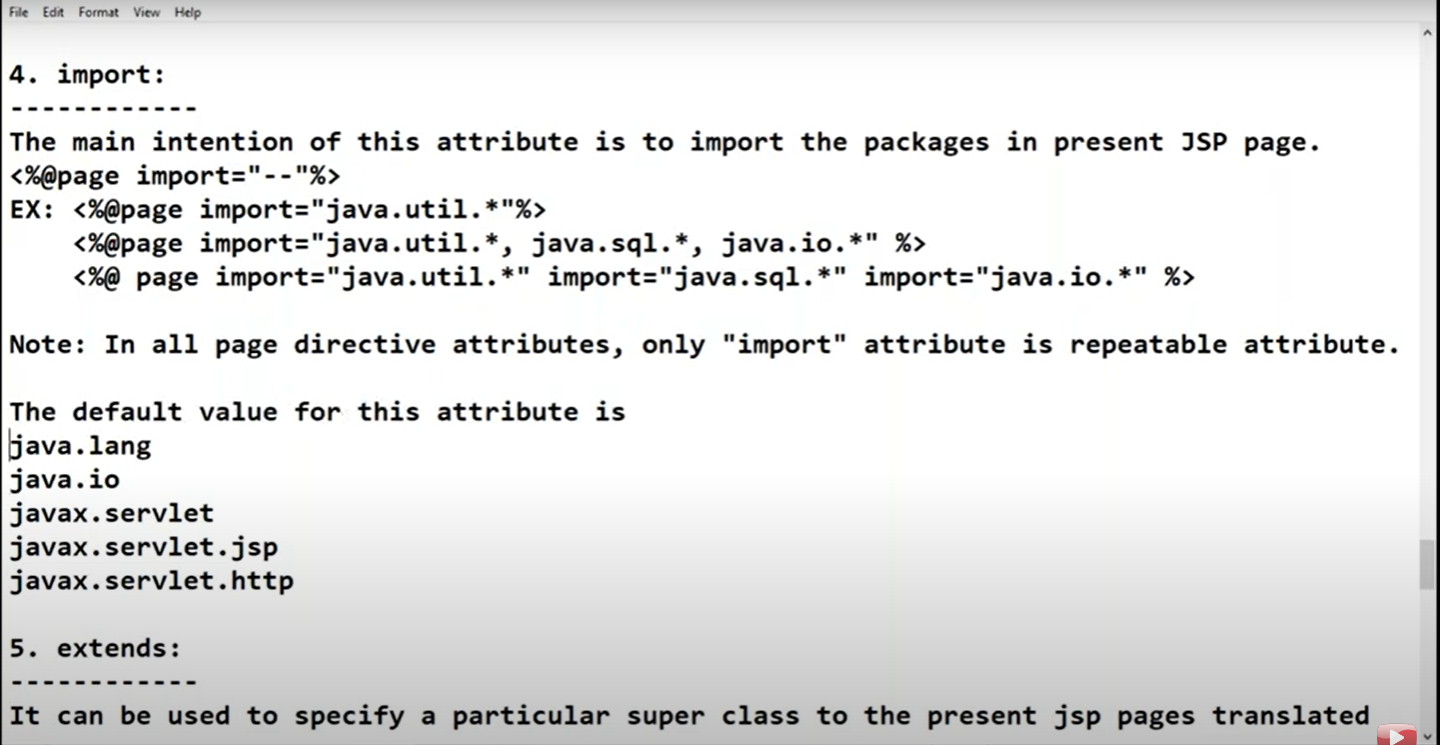 File Edit Format View Help
4. import:
------------
The main intention of this attribute is to import the packages in present JSP page.
<%@page import="--"%>
EX: <%@page import="java.util.*"%>
    <%@page import="java.util.*, java.sql.*, java.io.*" %>
    <%@ page import="java.util.*" import="java.sql.*" import="java.io.*" %>
Note: In all page directive attributes, only "import" attribute is repeatable attribute.
The default value for this attribute is
java.lang
java.io
javax.servlet
javax.servlet.jsp
javax.servlet.http
5. extends:
------------
It can be used to specify a particular super class to the present jsp pages translated